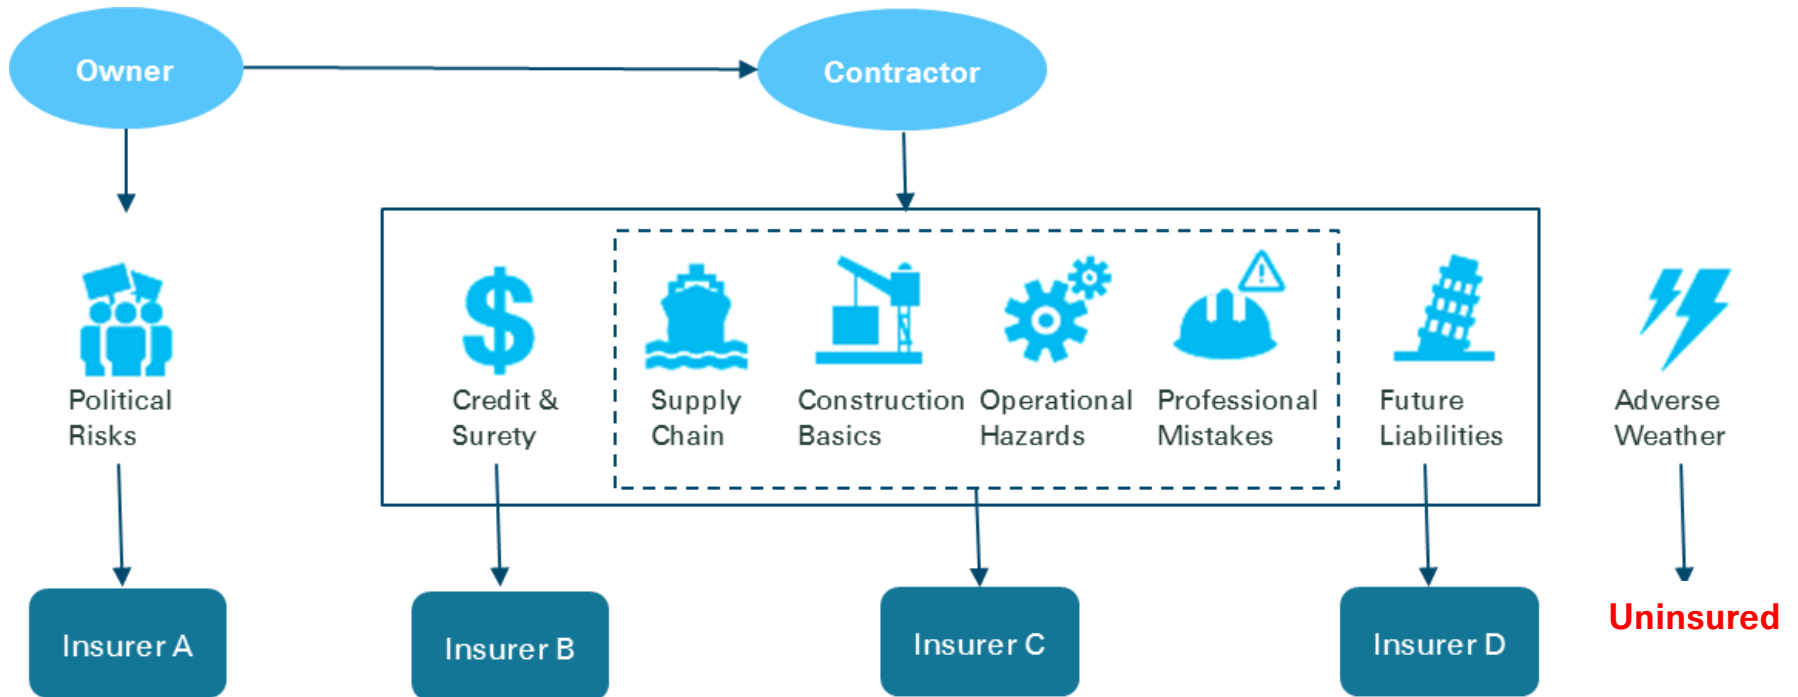 Owner
Contractor
$
Political
Risks
Credit &
Surety
Supply
Chain
Construction
Basics
Operational
Hazards
Professional
Mistakes
Future
Liabilities
Adverse
Weather
Insurer A
Insurer B
Insurer C
Insurer D
Uninsured